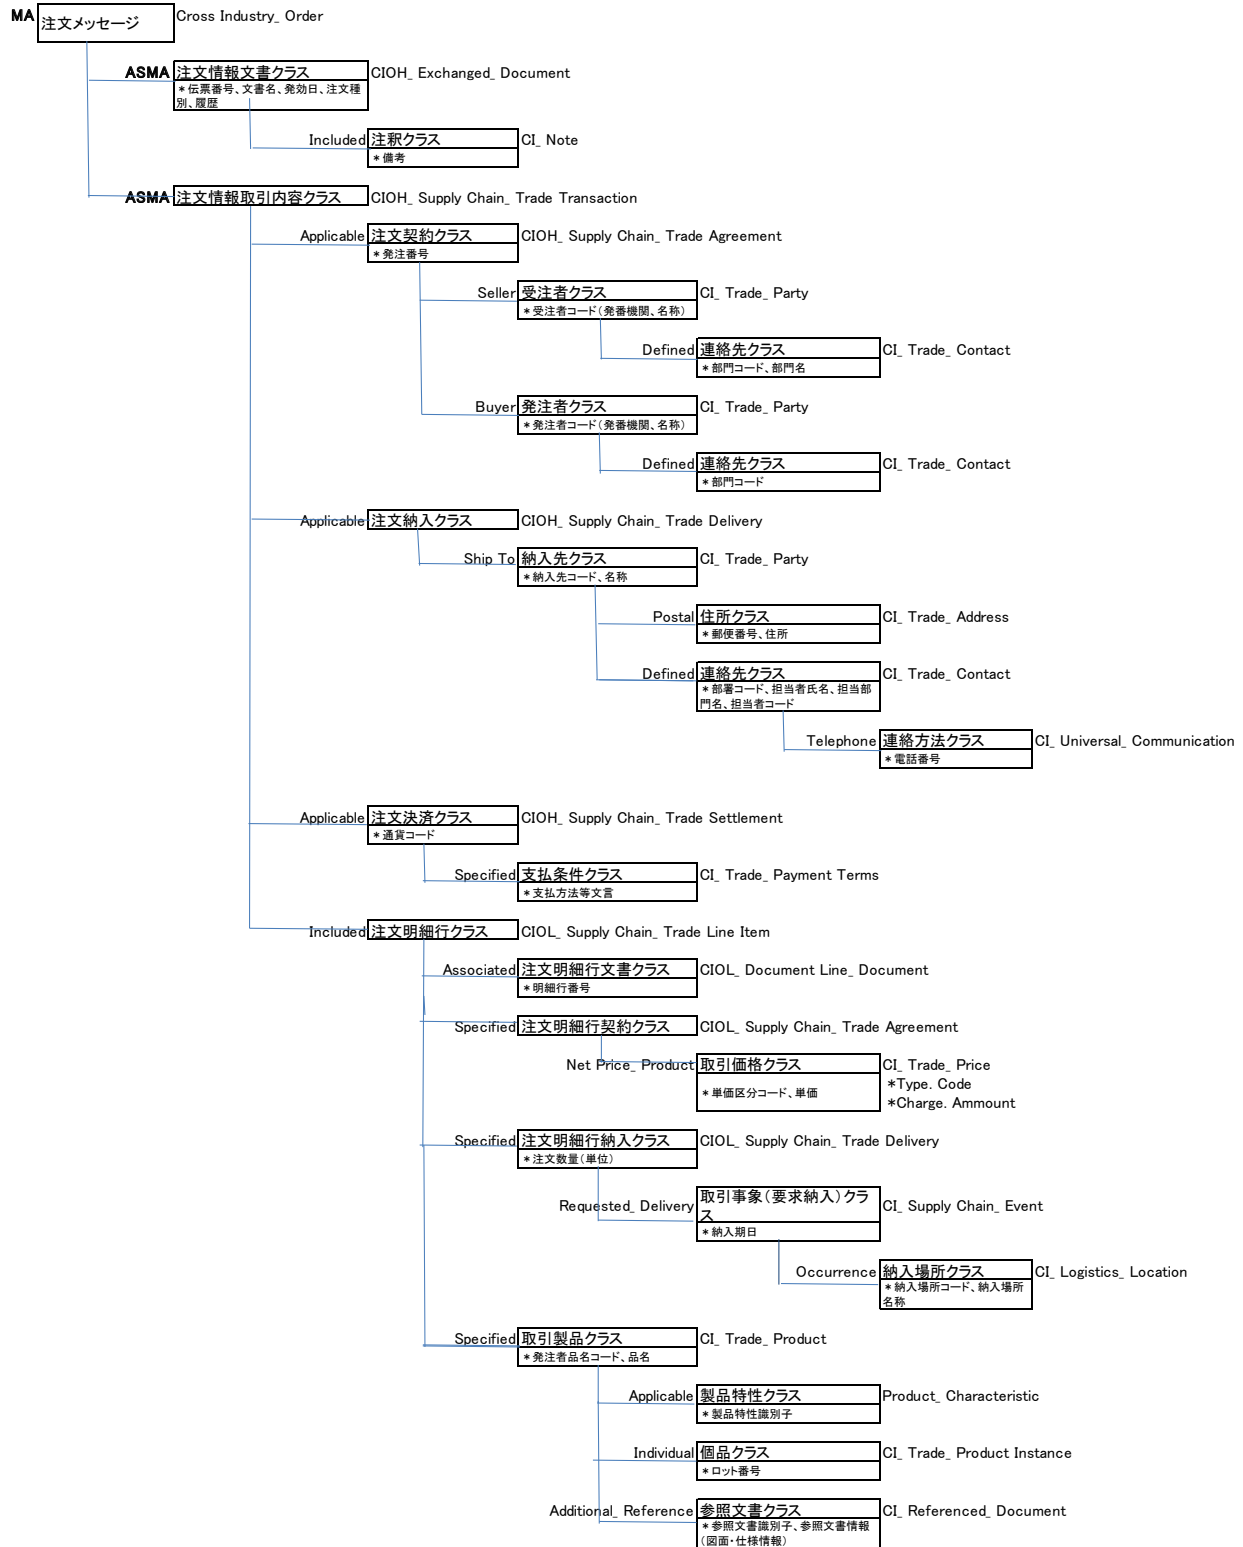 MA 注文メッセージ Cross Industry_ Order
ASMA 注文情報文書クラス CIOH_ Exchanged_ Document
＊伝票番号、文書名、発効日、注文種
別、履歴
Included 注釈クラス CI_ Note
＊備考
ASMA 注文情報取引内容クラス CIOH_ Supply Chain_ Trade Transaction
Applicable 注文契約クラス CIOH_ Supply Chain_ Trade Agreement
＊発注番号
Seller 受注者クラス CI_ Trade_ Party
＊受注者コード（発番機関、名称）
Defined 連絡先クラス CI_ Trade_ Contact
＊部門コード、部門名
Buyer 発注者クラス CI_ Trade_ Party
＊発注者コード（発番機関、名称）
Defined 連絡先クラス CI_ Trade_ Contact
＊部門コード
Applicable 注文納入クラス CIOH_ Supply Chain_ Trade Delivery
Ship To 納入先クラス CI_ Trade_ Party
＊納入先コード、名称
Postal 住所クラス CI_ Trade_ Address
＊郵便番号、住所
Defined 連絡先クラス CI_ Trade_ Contact
＊部署コード、担当者氏名、担当部
門名、担当者コード
Telephone 連絡方法クラス CI_ Universal_ Communication
＊電話番号
Applicable 注文決済クラス CIOH_ Supply Chain_ Trade Settlement
＊通貨コード
Specified 支払条件クラス CI_ Trade_ Payment Terms
＊支払方法等文言
Included 注文明細行クラス CIOL_ Supply Chain_ Trade Line Item
Associated 注文明細行文書クラス CIOL_ Document Line_ Document
＊明細行番号
Specified 注文明細行契約クラス CIOL_ Supply Chain_ Trade Agreement
Net Price_ Product 取引価格クラス CI_ Trade_ Price
＊単価区分コード、単価
*Type. Code
*Charge. Ammount
Specified 注文明細行納入クラス CIOL_ Supply Chain_ Trade Delivery
＊注文数量（単位）
Requested_ Delivery 取引事象（要求納入）クラ
ス CI_ Supply Chain_ Event
＊納入期日
Occurrence 納入場所クラス CI_ Logistics_ Location
＊納入場所コード、納入場所
名称
Specified 取引製品クラス CI_ Trade_ Product
＊発注者品名コード、品名
Applicable 製品特性クラス Product_ Characteristic
＊製品特性識別子
Individual 個品クラス CI_ Trade_ Product Instance
＊ロット番号
Additional_ Reference 参照文書クラス CI_ Referenced_ Document
＊参照文書識別子、参照文書情報
（図面・仕様情報）